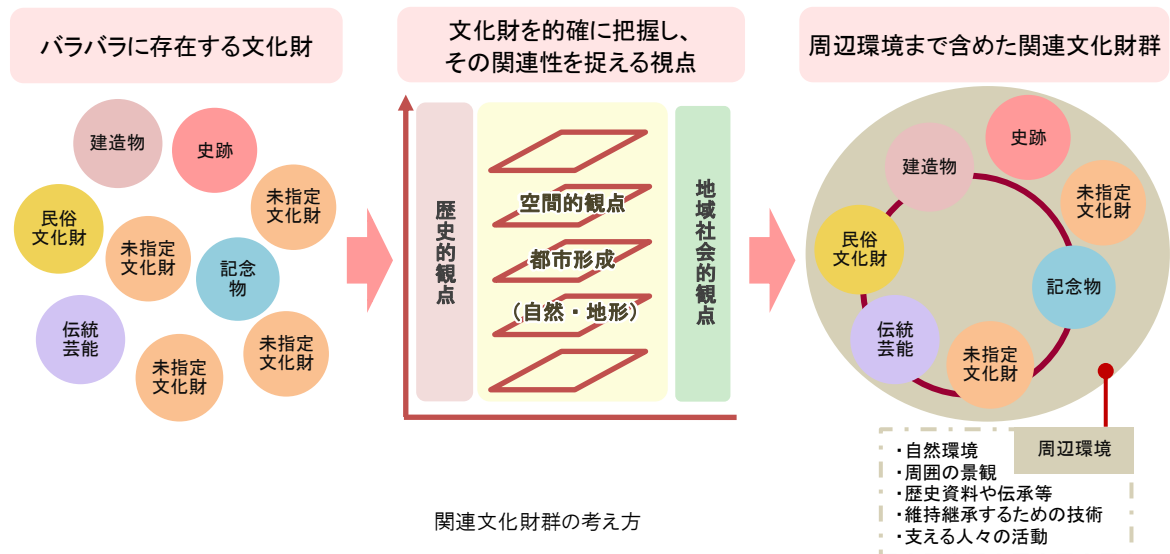 バラバラに存在する文化財
文化財を的確に把握し、
その関連性を捉える視点
周辺環境まで含めた関連文化財群
建造物
史跡
未指定
文化財
民俗
文化財
未指定
文化財
記念
物
伝統
芸能
未指定
文化財
未指定
文化財
歴史的観点
空間的観点
都市形成
(自然・地形)
地域社会的観点
史跡
建造物
未指定
文化財
民俗
文化財
記念物
伝統
芸能
未指定
文化財
周辺環境
・自然環境
・周囲の景観
・歴史資料や伝承等
・維持継承するための技術
・支える人々の活動
関連文化財群の考え方